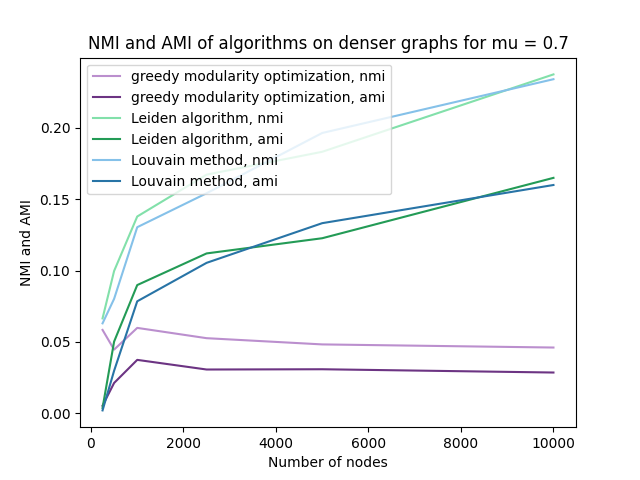 NMI and AMI of algorithms on denser graphs for mu = 0.7
greedy modularity optimization, nmi
greedy modularity optimization, ami
Leiden algorithm, nmi
Leiden algorithm, ami
Louvain method, nmi
Louvain method, ami
NMI and AMI
0.20
0.15
0.10
0.05
0.00
0 2000 4000 6000 8000 10000
Number of nodes